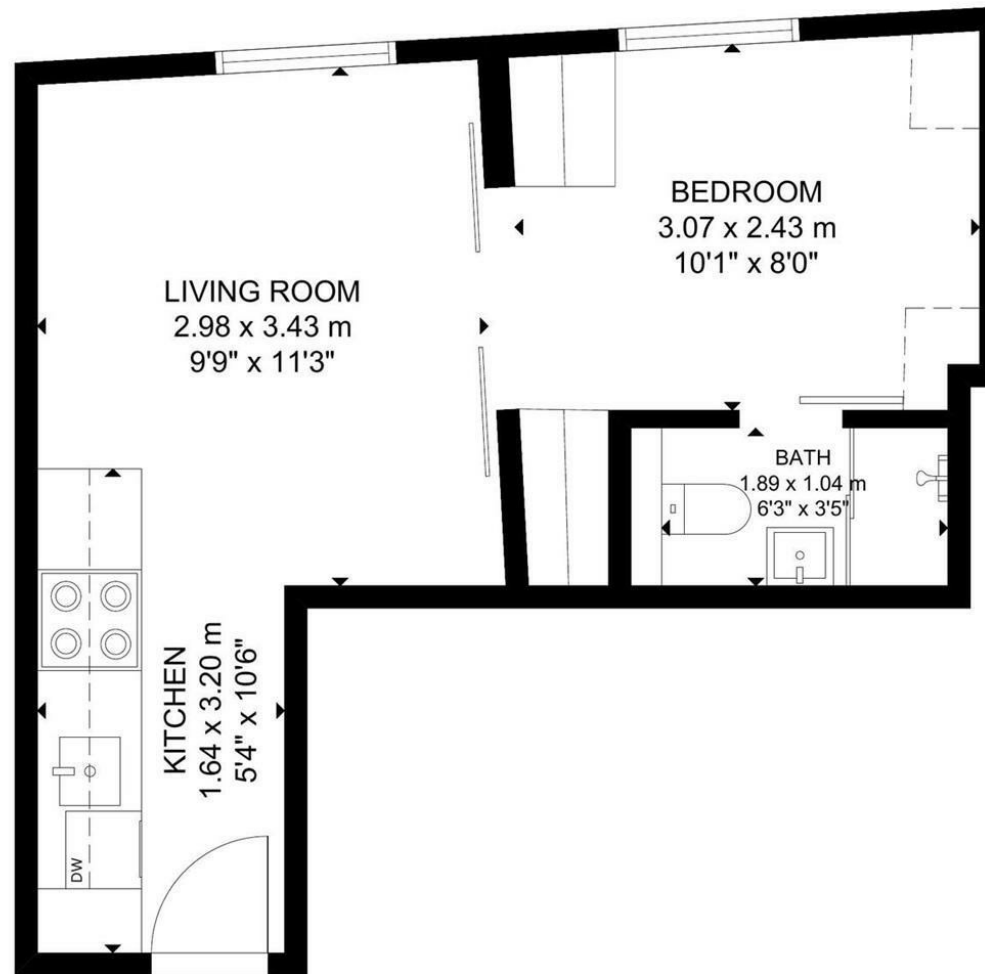 BEDROOM
3.07 x 2.43 m
10'1" x 8'0"
LIVING ROOM
2.98 x 3.43 m
9'9" x 11'3"
BATH
1.89 x 1.04 m
6'3" x 3'5"
KITCHEN
1.64 x 3.20 m
5'4" x 10'6"
DW